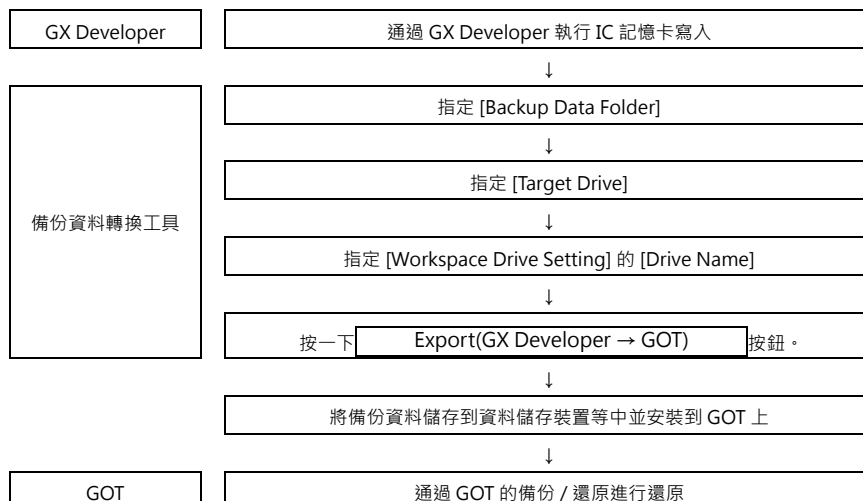 GX Developer
通過 GX Developer 執行 IC 記憶卡寫入
↓
指定 [Backup Data Folder]
↓
指定 [Target Drive]
↓
備份資料轉換工具
指定 [Workspace Drive Setting] 的 [Drive Name]
↓
按一下 Export(GX Developer → GOT) 按鈕。
↓
將備份資料儲存到資料儲存裝置等中並安裝到 GOT 上
↓
GOT
通過 GOT 的備份 / 還原進行還原